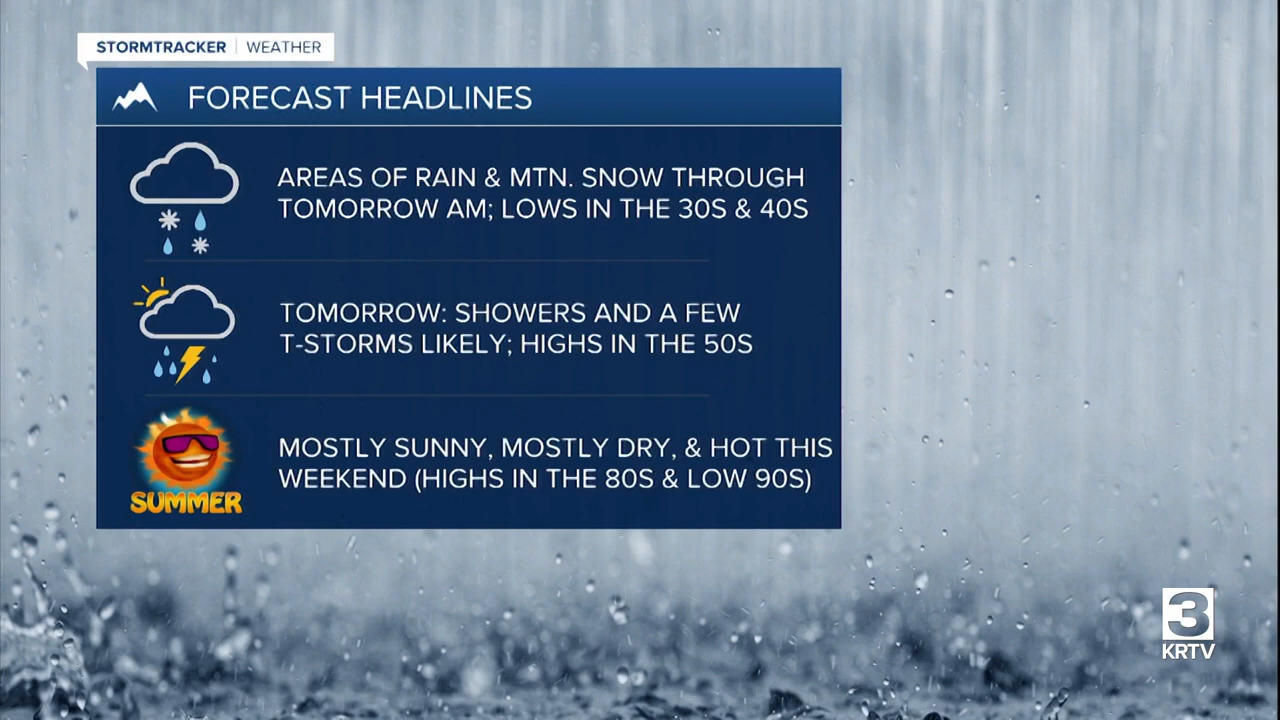 STORMTRACKER | WEATHER
FORECAST HEADLINES
AREAS OF RAIN & MTN. SNOW THROUGH
TOMORROW AM; LOWS IN THE 30S & 40S
TOMORROW: SHOWERS AND A FEW
T-STORMS LIKELY; HIGHS IN THE 50S
MOSTLY SUNNY, MOSTLY DRY, & HOT THIS
WEEKEND (HIGHS IN THE 80S & LOW 90S)
SUMMER
3
KRTV